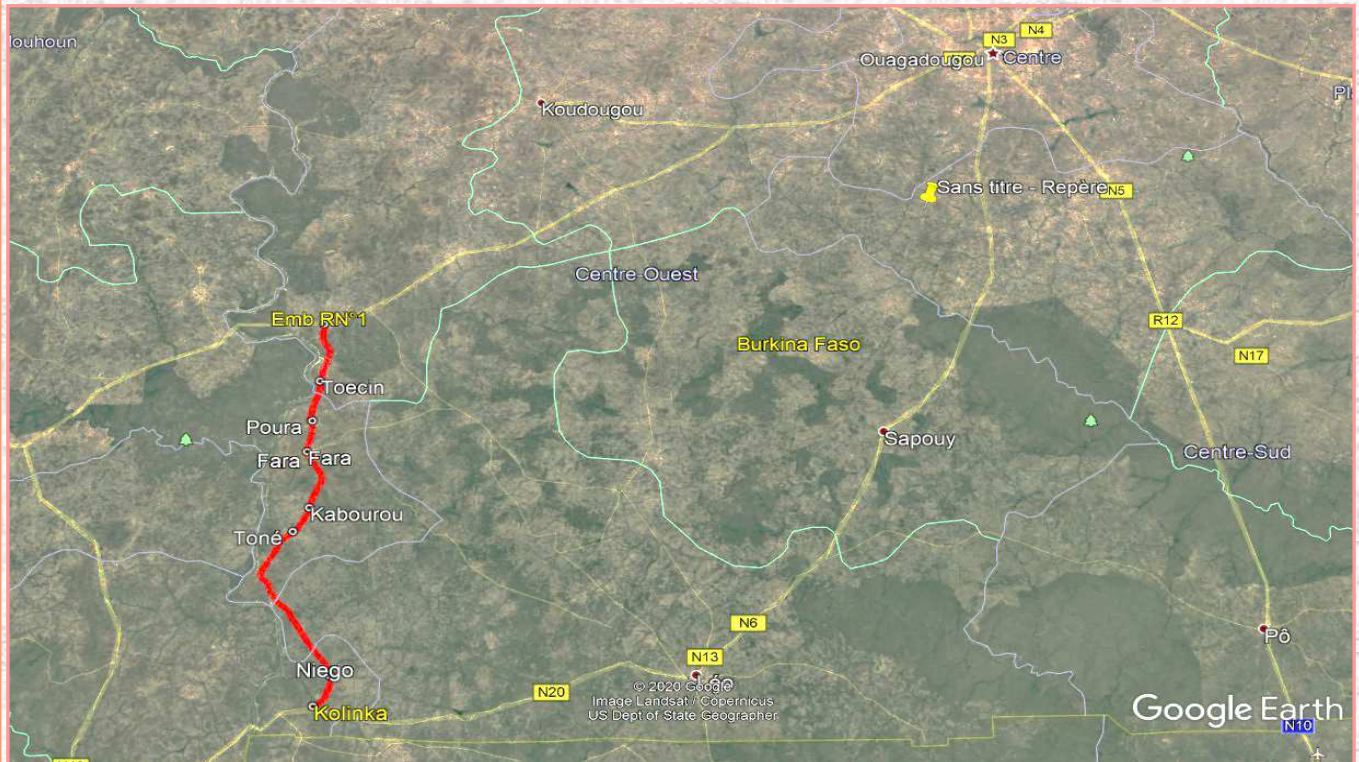 louhoun
N3
N4
Ouagadougou
Centre
Pl
Koudougou
Sans titre - Repère
N5
Centre-Ouest
Emb RN°1
R12
Burkina Faso
N17
Toecin
Poura
Sapouy
Fara Fara
Centre-Sud
Kabourou
Toné
N6
Pô
N13
Niego
N20
© 2020 Google
Image Landsat / Copernicus
US Dept of State Geographer
Kolinka
Google Earth
N10